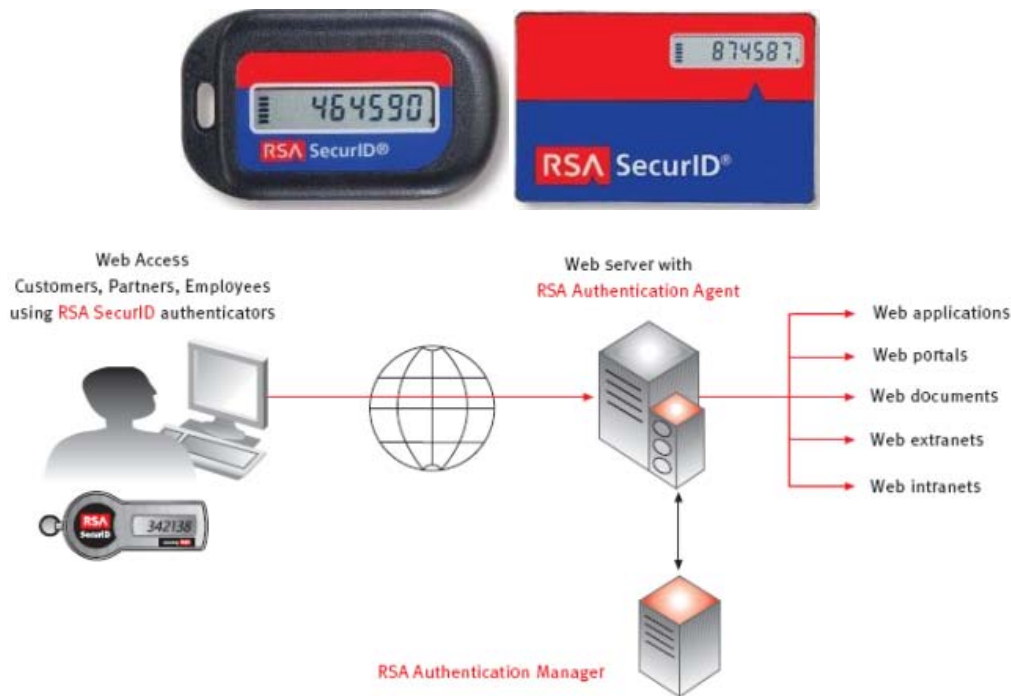 464590
RSA SecurID®
874587
RSA SecurID®
Web Access
Customers, Partners, Employees
using RSA SecurID authenticators
Web server with
RSA Authentication Agent
Web applications
Web portals
Web documents
Web extranets
Web intranets
RSA
SecurID
342138
RSA Authentication Manager